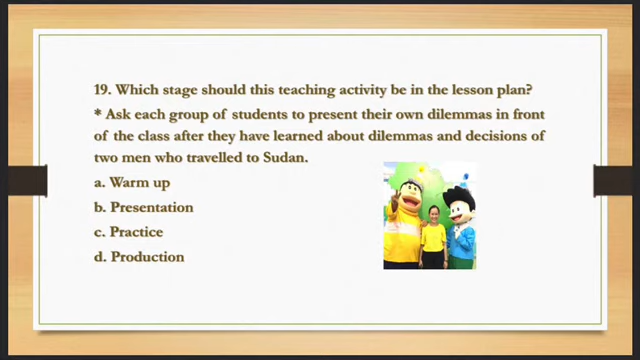 19. Which stage should this teaching activity be in the lesson plan?
* Ask each group of students to present their own dilemmas in front
of the class after they have learned about dilemmas and decisions of
two men who travelled to Sudan.
a. Warm up
b. Presentation
c. Practice
d. Production